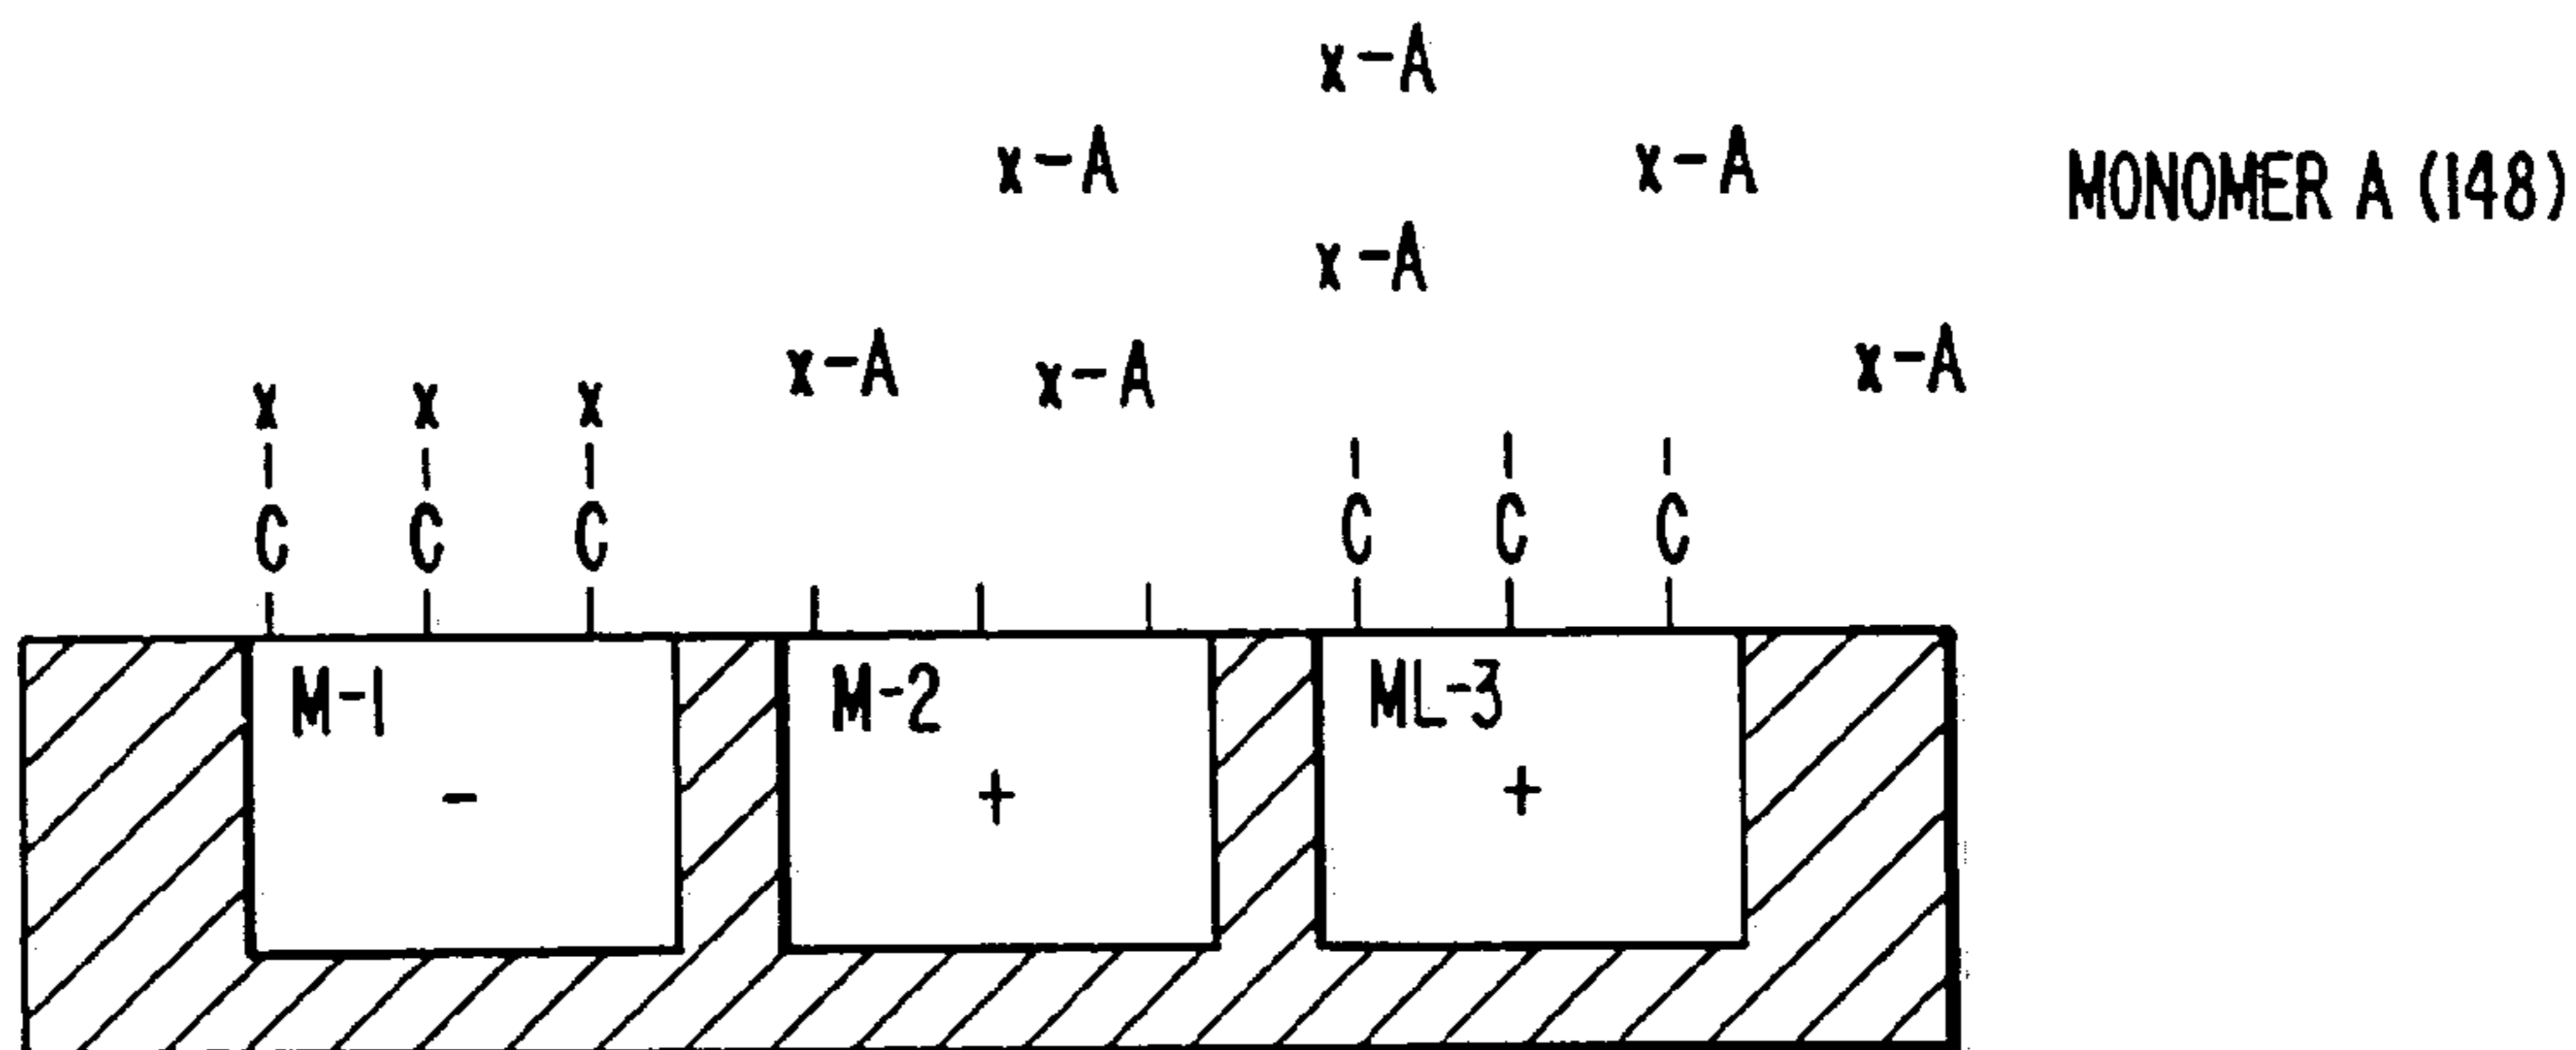 x-A
x-A x-A
MONOMER A (148)
x-A
x-A x-A x-A
x x x
C C C C C C
M-1 M-2 ML-3
- + +